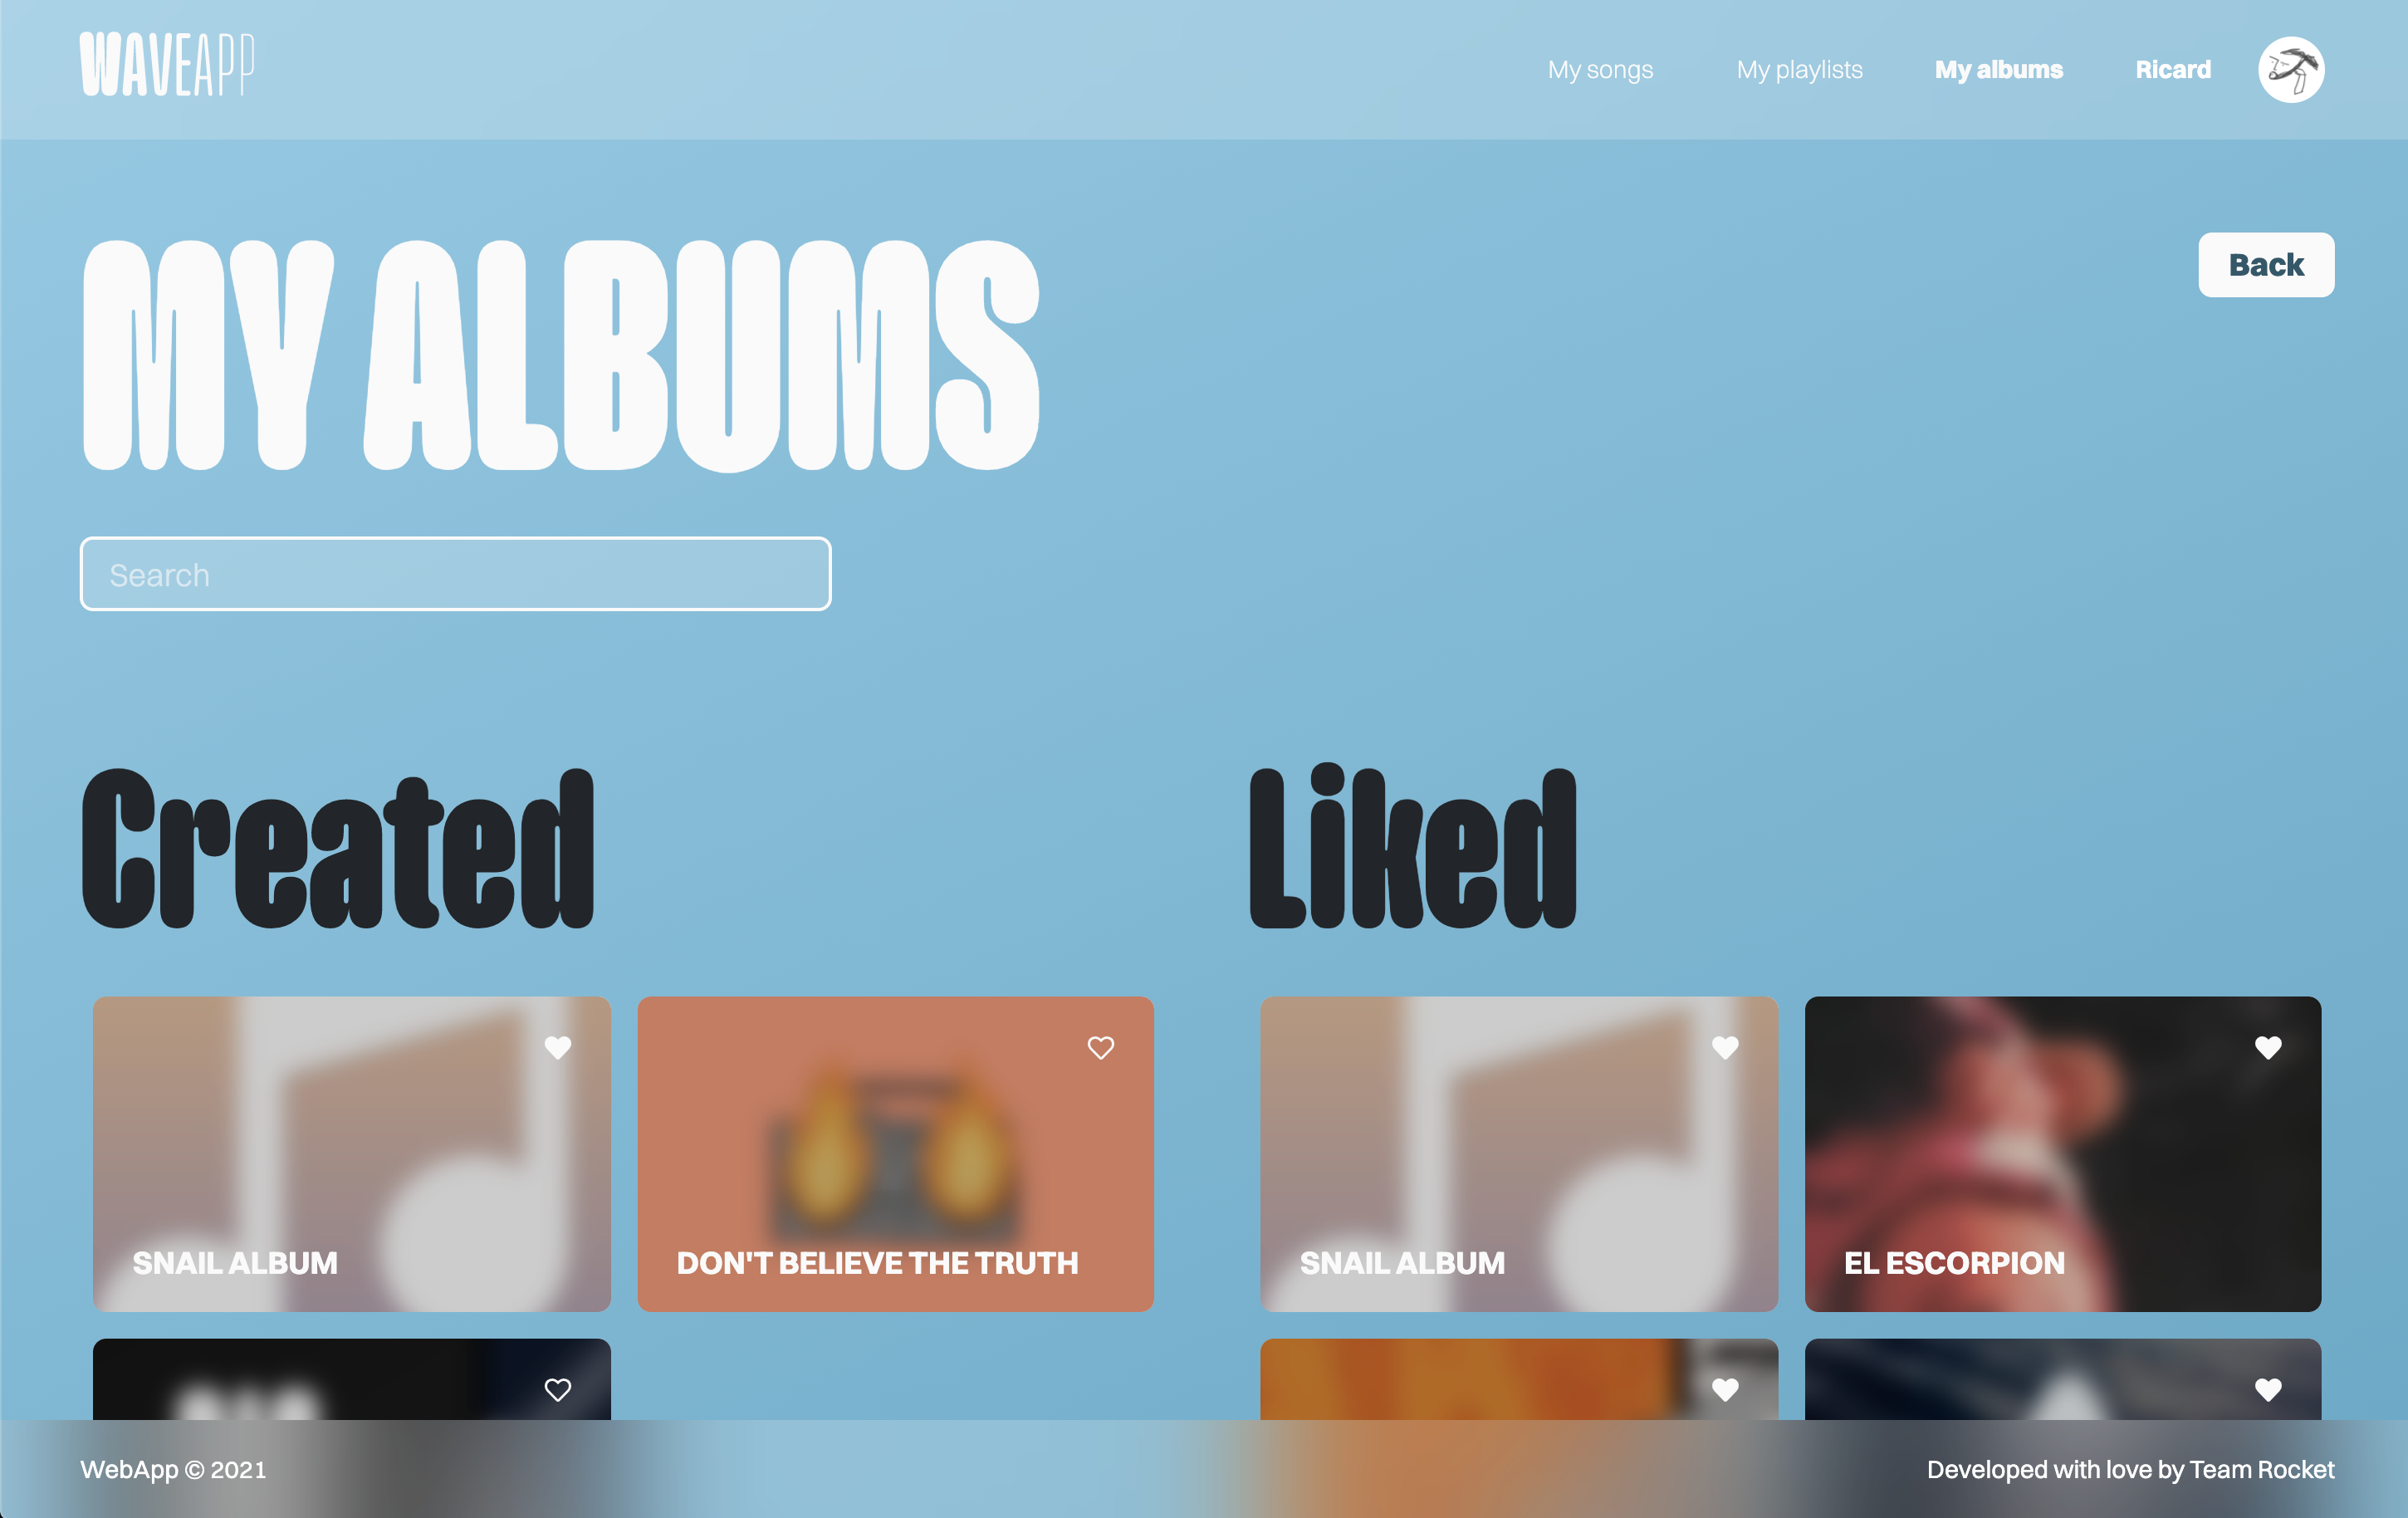 WAVEAPP
My songs
My playlists
My albums
Ricard
MY ALBUMS
Back
Search
Created
Liked
SNAIL ALBUM
DON'T BELIEVE THE TRUTH
SNAIL ALBUM
EL ESCORPION
WebApp © 2021
Developed with love by Team Rocket